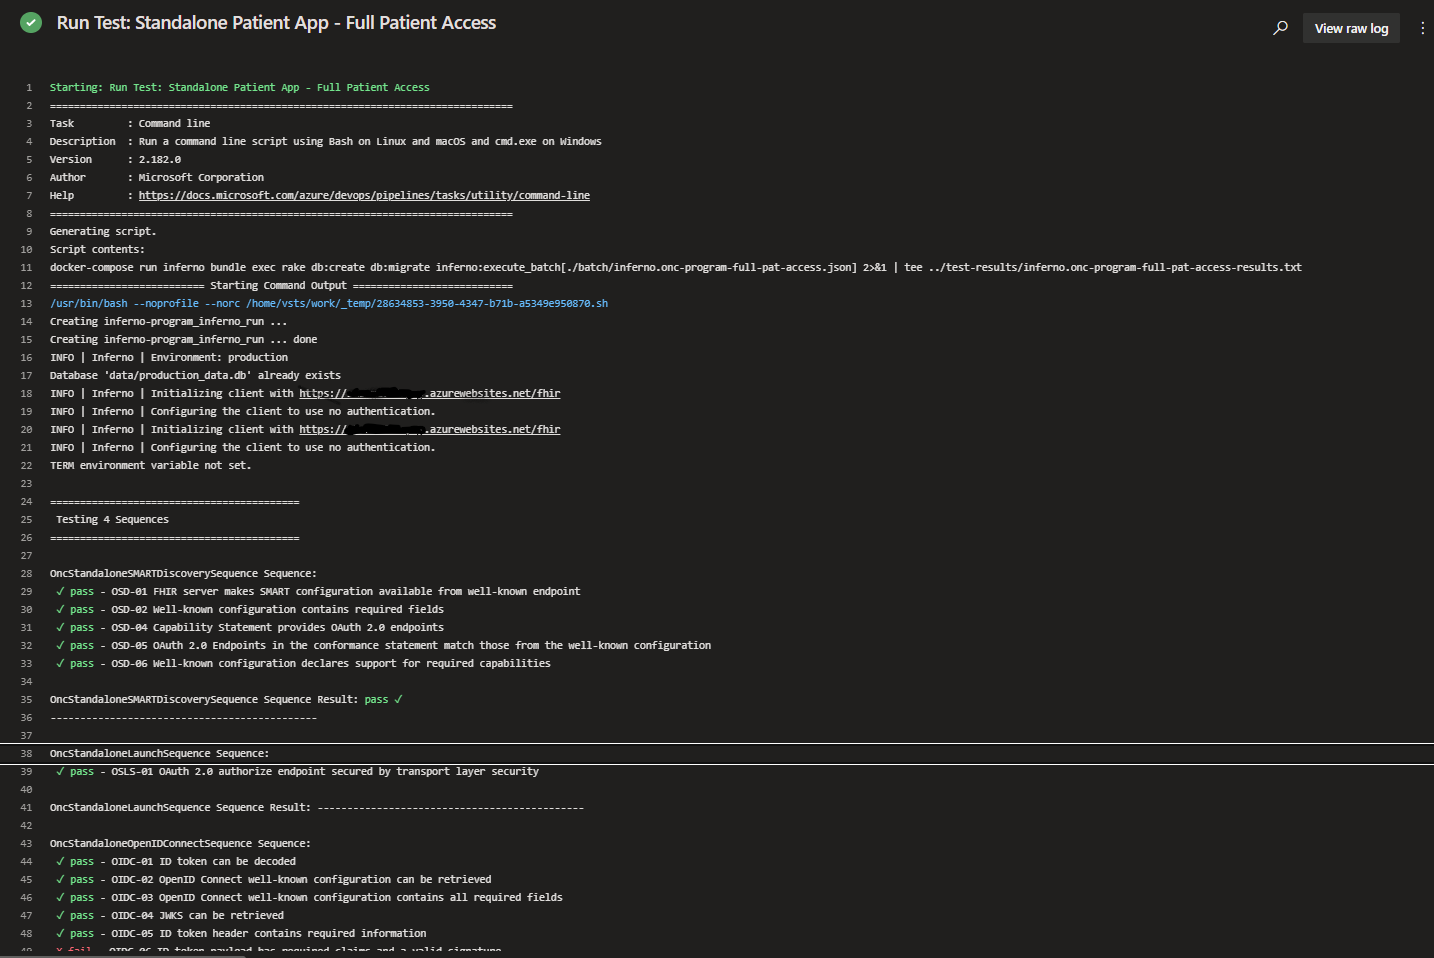 Run Test: Standalone Patient App - Full Patient Access
View raw log
1 Starting: Run Test: Standalone Patient App - Full Patient Access
2 ==============================================================================
3 Task : Command line
4 Description : Run a command line script using Bash on Linux and macOS and cmd.exe on Windows
5 Version : 2.182.0
6 Author : Microsoft Corporation
7 Help : https://docs.microsoft.com/azure/devops/pipelines/tasks/utility/command-line
8 ==============================================================================
9 Generating script.
10 Script contents:
11 docker-compose run inferno bundle exec rake db:create db:migrate inferno:execute_batch[./batch/inferno.onc-program-full-pat-access.json] 2>&1 | tee ../test-results/inferno.onc-program-full-pat-access-results.txt
12 ========================== Starting Command Output ===========================
13 /usr/bin/bash --noprofile --norc /home/vsts/work/_temp/28634853-3950-4347-b71b-a5349e950870.sh
14 Creating inferno-program_inferno_run ...
15 Creating inferno-program_inferno_run ... done
16 INFO | Inferno | Environment: production
17 Database 'data/production_data.db' already exists
18 INFO | Inferno | Initializing client with https:// .azurewebsites.net/fhir
19 INFO | Inferno | Configuring the client to use no authentication.
20 INFO | Inferno | Initializing client with https:// .azurewebsites.net/fhir
21 INFO | Inferno | Configuring the client to use no authentication.
22 TERM environment variable not set.
23
24 ==========================================
25 Testing 4 Sequences
26 ==========================================
27
28 OncStandaloneSMARTDiscoverySequence Sequence:
29 ✓ pass - OSD-01 FHIR server makes SMART configuration available from well-known endpoint
30 ✓ pass - OSD-02 Well-known configuration contains required fields
31 ✓ pass - OSD-04 Capability Statement provides OAuth 2.0 endpoints
32 ✓ pass - OSD-05 OAuth 2.0 Endpoints in the conformance statement match those from the well-known configuration
33 ✓ pass - OSD-06 Well-known configuration declares support for required capabilities
34
35 OncStandaloneSMARTDiscoverySequence Sequence Result: pass ✓
36 ---------------------------------------------
37
38 OncStandaloneLaunchSequence Sequence:
39 ✓ pass - OSLS-01 OAuth 2.0 authorize endpoint secured by transport layer security
40
41 OncStandaloneLaunchSequence Sequence Result: ---------------------------------------------
42
43 OncStandaloneOpenIDConnectSequence Sequence:
44 ✓ pass - OIDC-01 ID token can be decoded
45 ✓ pass - OIDC-02 OpenID Connect well-known configuration can be retrieved
46 ✓ pass - OIDC-03 OpenID Connect well-known configuration contains all required fields
47 ✓ pass - OIDC-04 JWKS can be retrieved
48 ✓ pass - OIDC-05 ID token header contains required information
49 X fail - OIDC-06 ID token payload has required claims and a valid signature